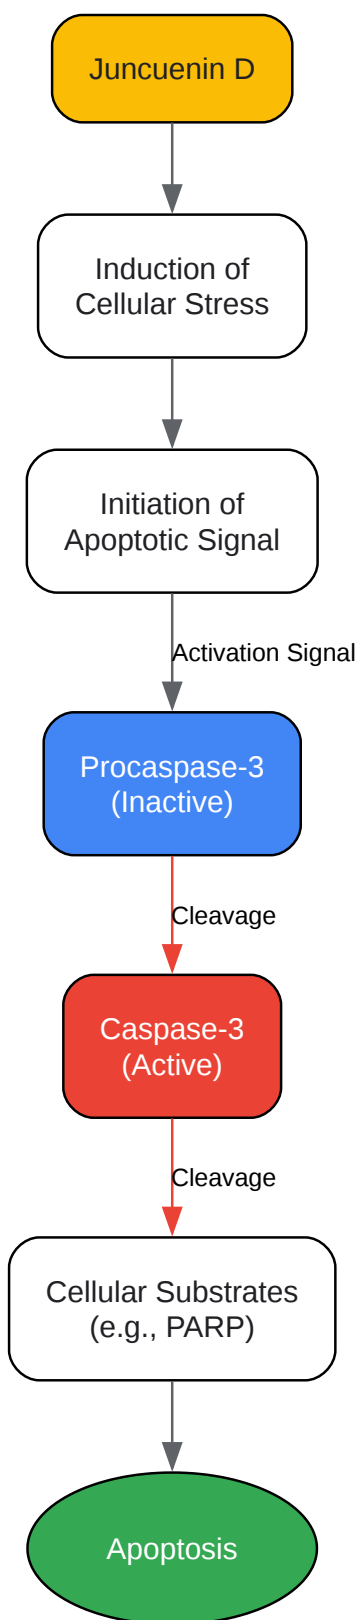 Juncuenin D
Induction of
Cellular Stress
Initiation of
Apoptotic Signal
Activation Signal
Procaspase-3
(Inactive)
Cleavage
Caspase-3
(Active)
Cleavage
Cellular Substrates
(e.g., PARP)
Apoptosis